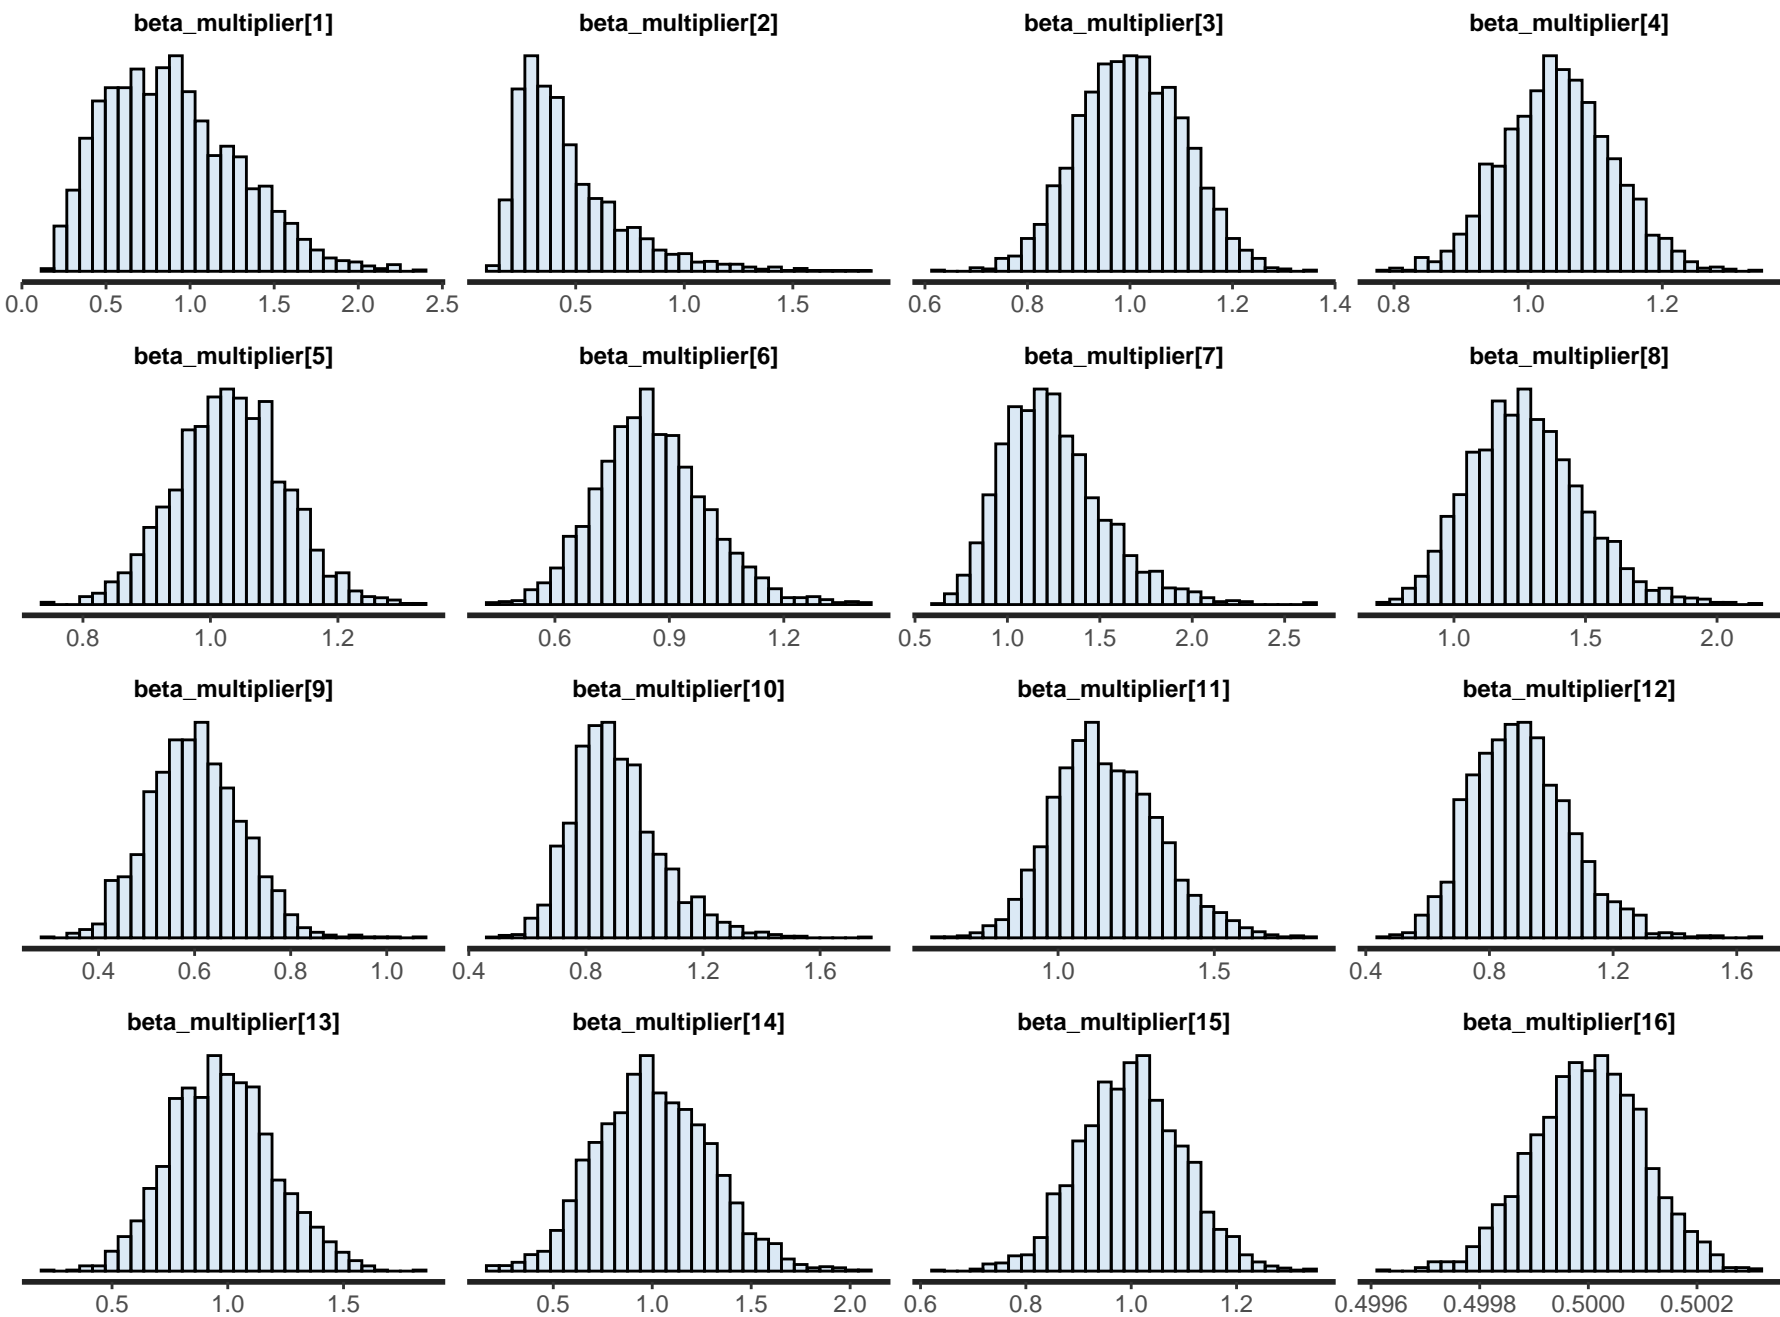 beta_multiplier[1] beta_multiplier[2] beta_multiplier[3] beta_multiplier[4]
0.0 0.5 1.0 1.5 2.0 2.5 0.5 1.0 1.5 0.6 0.8 1.0 1.2 1.4 0.8 1.0 1.2
beta_multiplier[5] beta_multiplier[6] beta_multiplier[7] beta_multiplier[8]
0.8 1.0 1.2 0.6 0.9 1.2 0.5 1.0 1.5 2.0 2.5 1.0 1.5 2.0
beta_multiplier[9] beta_multiplier[10] beta_multiplier[11] beta_multiplier[12]
0.4 0.6 0.8 1.0 0.4 0.8 1.2 1.6 1.0 1.5 0.4 0.8 1.2 1.6
beta_multiplier[13] beta_multiplier[14] beta_multiplier[15] beta_multiplier[16]
0.5 1.0 1.5 0.5 1.0 1.5 2.0 0.6 0.8 1.0 1.2 0.4996 0.4998 0.5000 0.5002